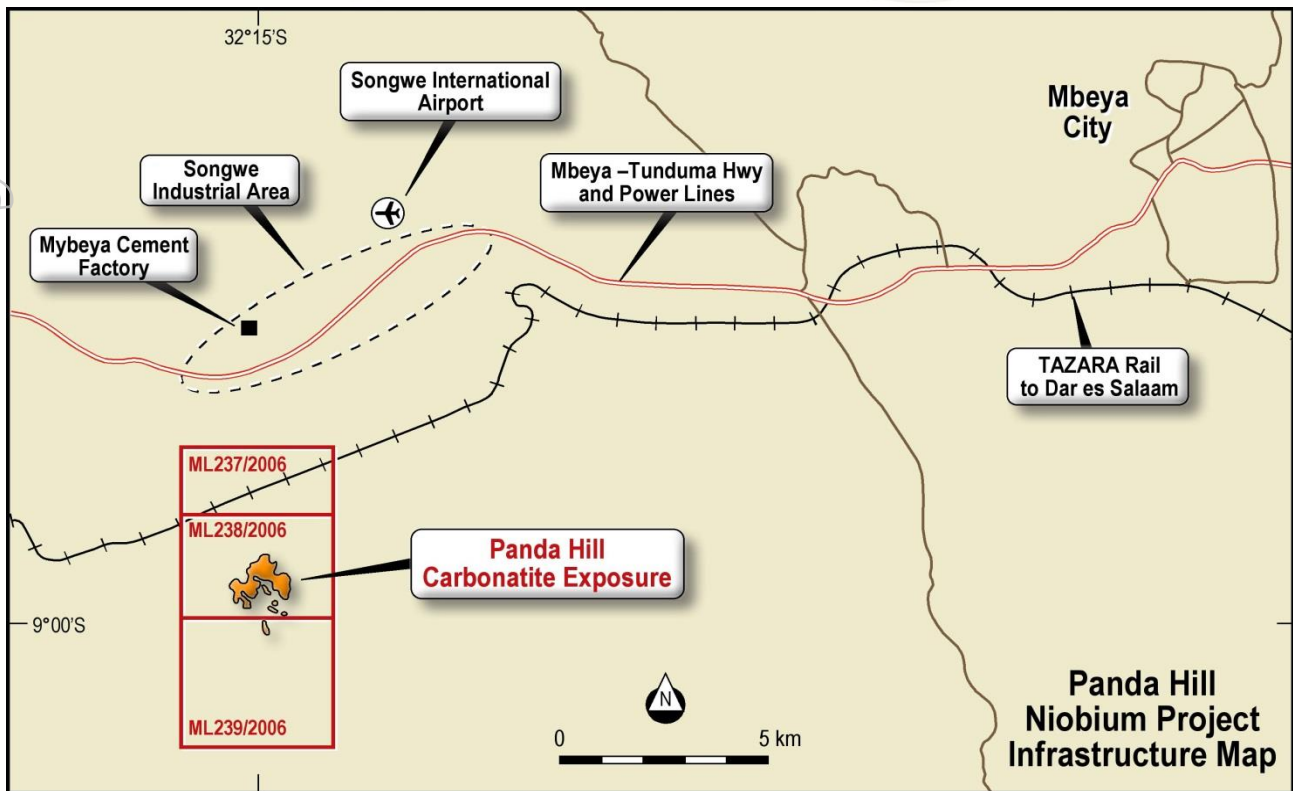 32°15'S
Songwe International
Airport
Mbeya
City
Songwe
Industrial Area
Mbeya –Tunduma Hwy
and Power Lines
Mybeya Cement
Factory
TAZARA Rail
to Dar es Salaam
ML237/2006
ML238/2006
Panda Hill
Carbonatite Exposure
9°00'S
ML239/2006
N
0
5 km
Panda Hill
Niobium Project
Infrastructure Map